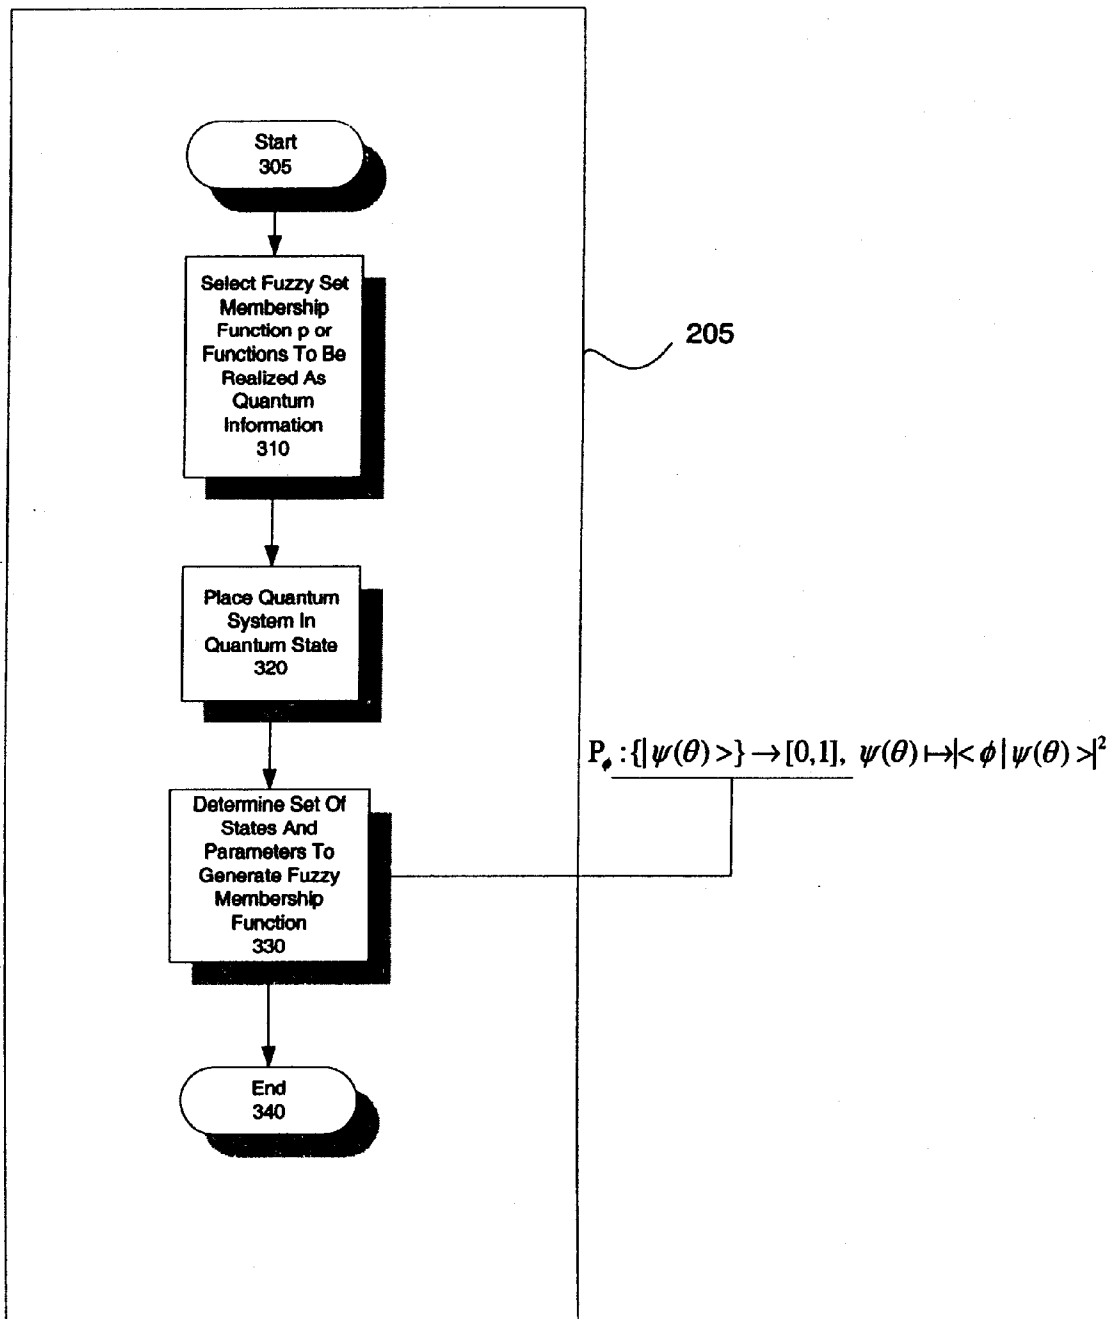 Start
305
Select Fuzzy Set
Membership
Function p or
Functions To Be
Realized As
Quantum
Information
310
205
Place Quantum
System In
Quantum State
320
P_ϕ :{|ψ(θ) >} → [0,1], ψ(θ) ↦|< ϕ | ψ(θ) >|²
Determine Set Of
States And
Parameters To
Generate Fuzzy
Membership
Function
330
End
340